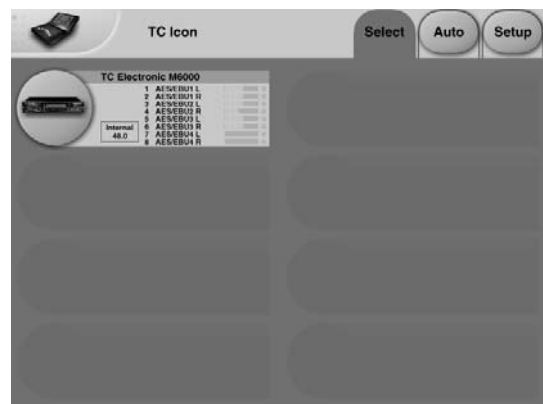 TC Icon
Select
Auto
Setup
TC Electronic M6000
1 AES/EBU1 L
2 AES/EBU1 R
3 AES/EBU2 L
4 AES/EBU2 R
5 AES/EBU3 L
6 AES/EBU3 R
7 AES/EBU4 L
8 AES/EBU4 R
Internal
48.0